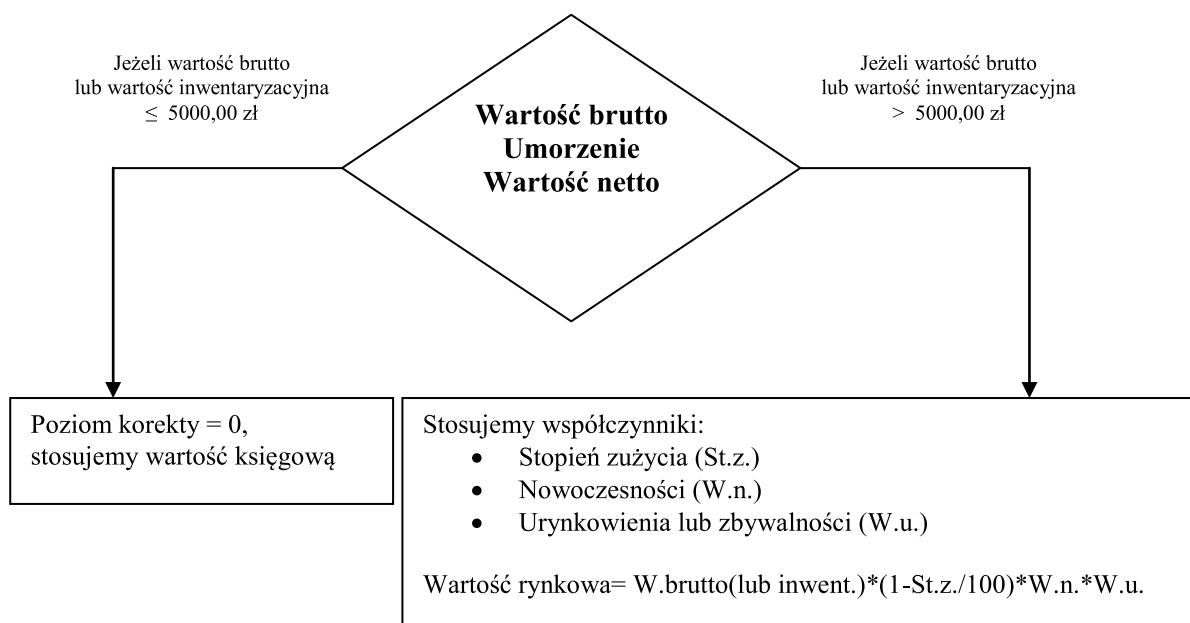 Jeżeli wartość brutto
lub wartość inwentaryzacyjna
≤ 5000,00 zł
Wartość brutto
Umorzenie
Wartość netto
Jeżeli wartość brutto
lub wartość inwentaryzacyjna
> 5000,00 zł
Poziom korekty = 0,
stosujemy wartość księgową
Stosujemy współczynniki:
• Stopień zużycia (St.z.)
• Nowoczesności (W.n.)
• Urynkowienia lub zbywalności (W.u.)
Wartość rynkowa= W.brutto(lub inwent.)*(1-St.z./100)*W.n.*W.u.